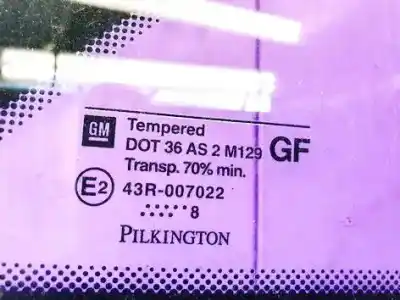 GM Tempered
DOT 36 AS 2 M129 GF
Transp. 70% min.
E2 43R-007022
8
PILKINGTON